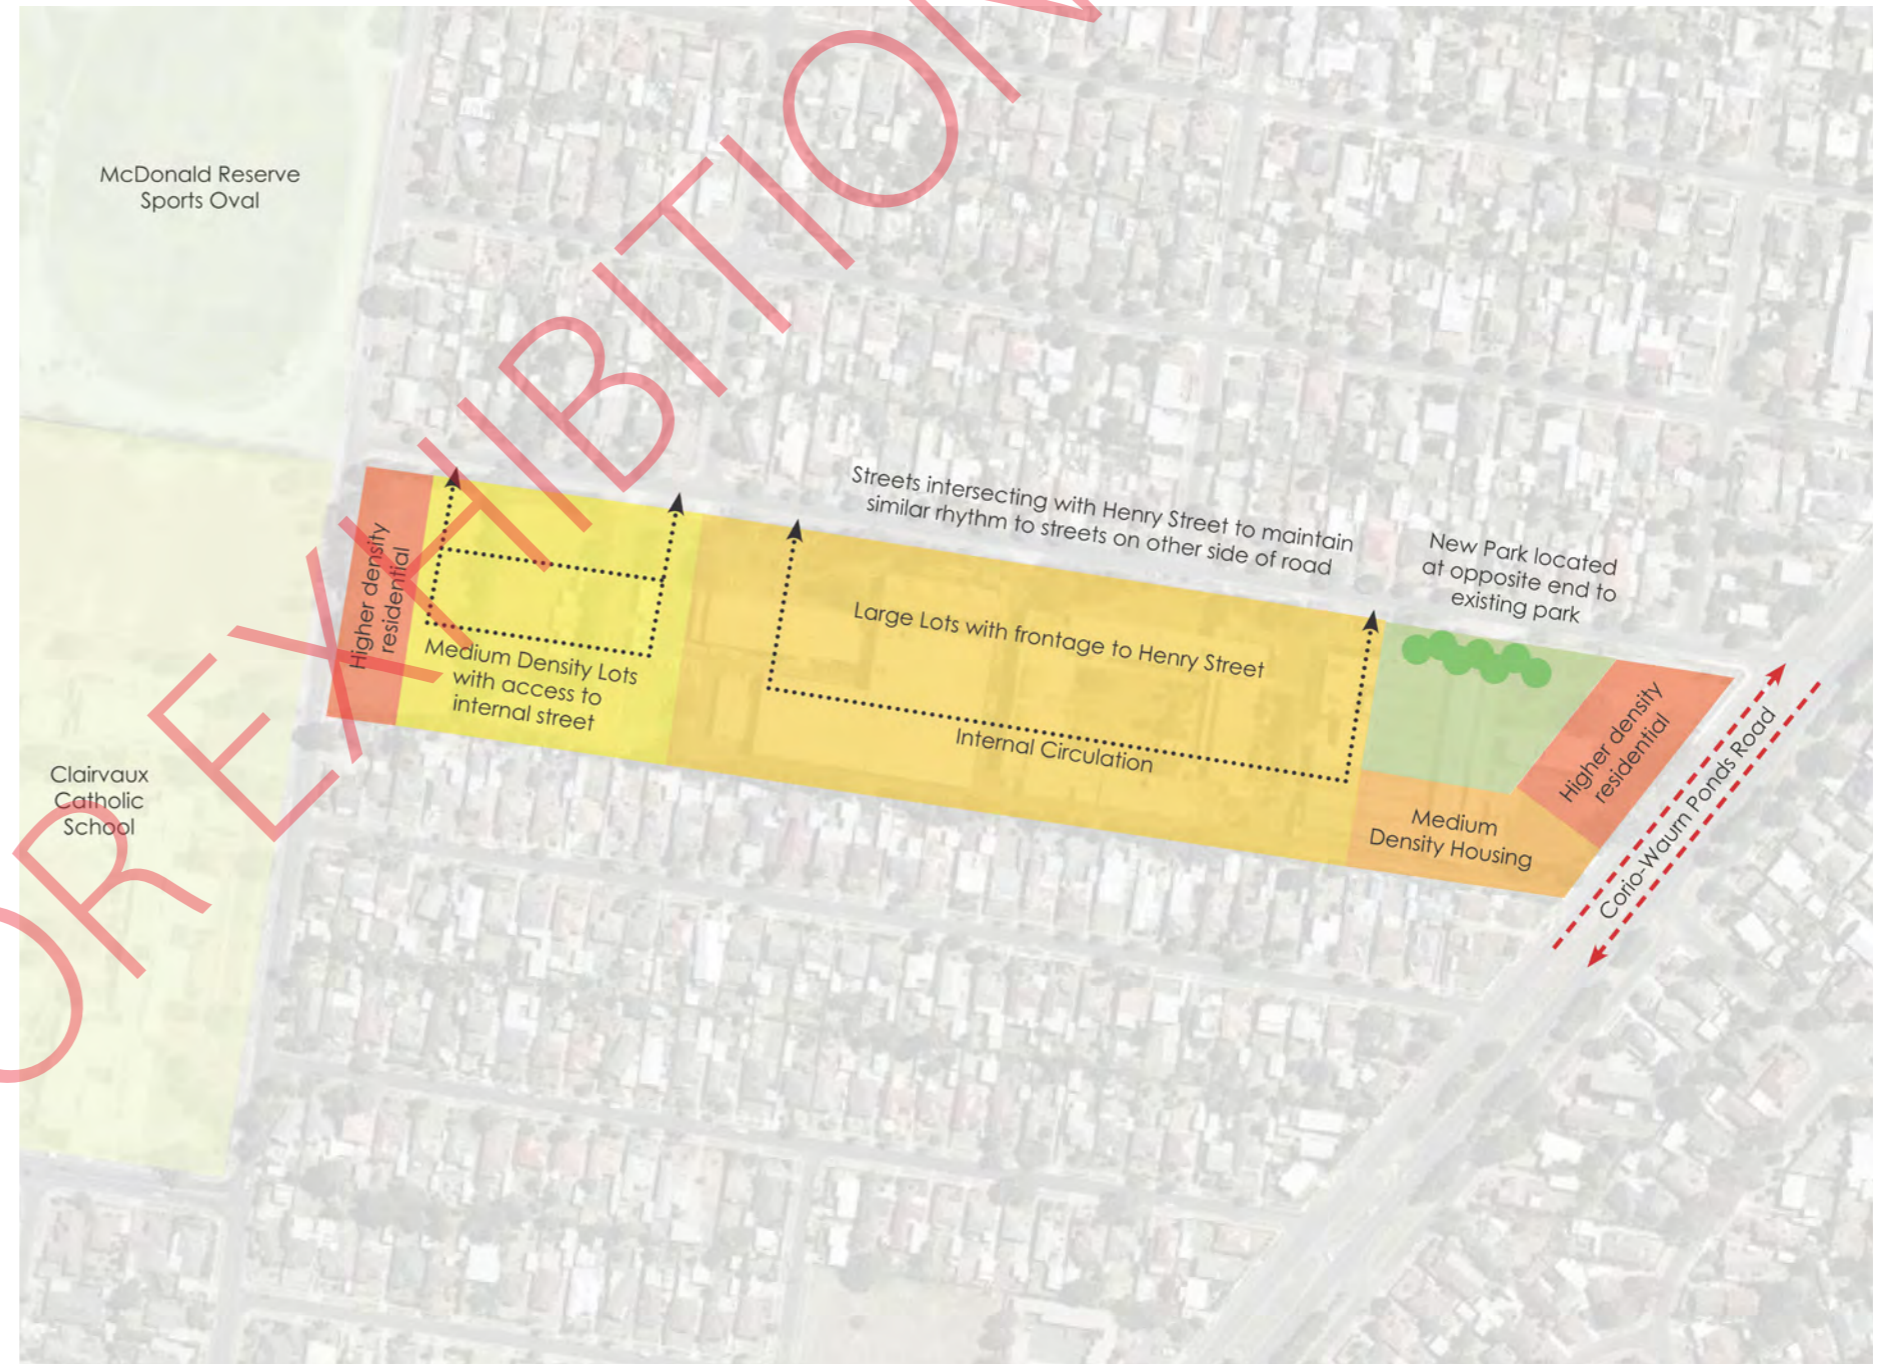 McDonald Reserve
Sports Oval
Streets intersecting with Henry Street to maintain
similar rhythm to streets on other side of road
New Park located
at opposite end to
existing park
Higher density
residential
Medium Density Lots
with access to
internal street
Large Lots with frontage to Henry Street
Internal Circulation
Higher density
residential
Medium
Density Housing
Corio-Waurn Ponds Road
Clairvaux
Catholic
School
OR EXHIBITION